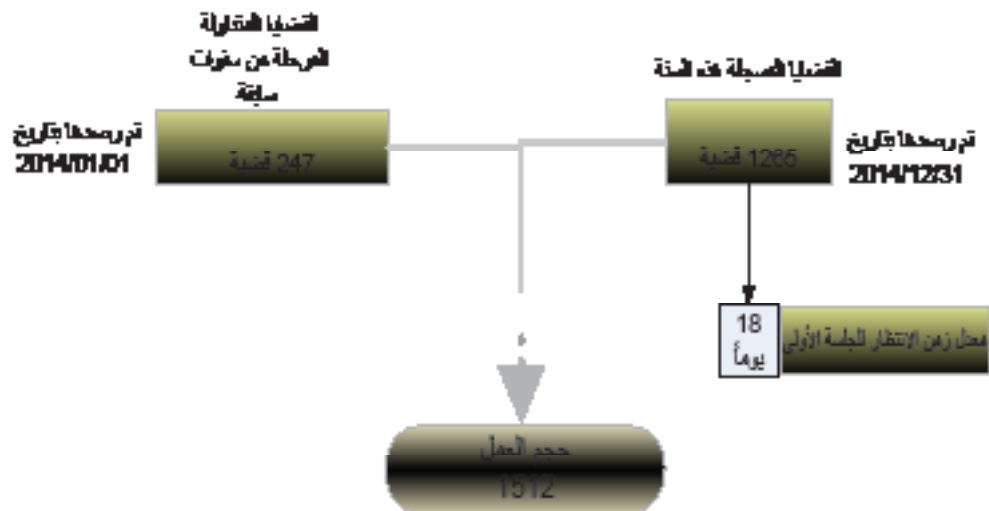 القضايا المسجلة هذه السنة
1265 قضية
تم رصدها بتاريخ
2014/12/31
القضايا المتداولة
المرحلة من سنوات
سابقة
247 قضية
تم رصدها بتاريخ
2014/01/01
18
يوماً
معدل زمن الانتظار للجلسة الأولى
حجم العمل
1512